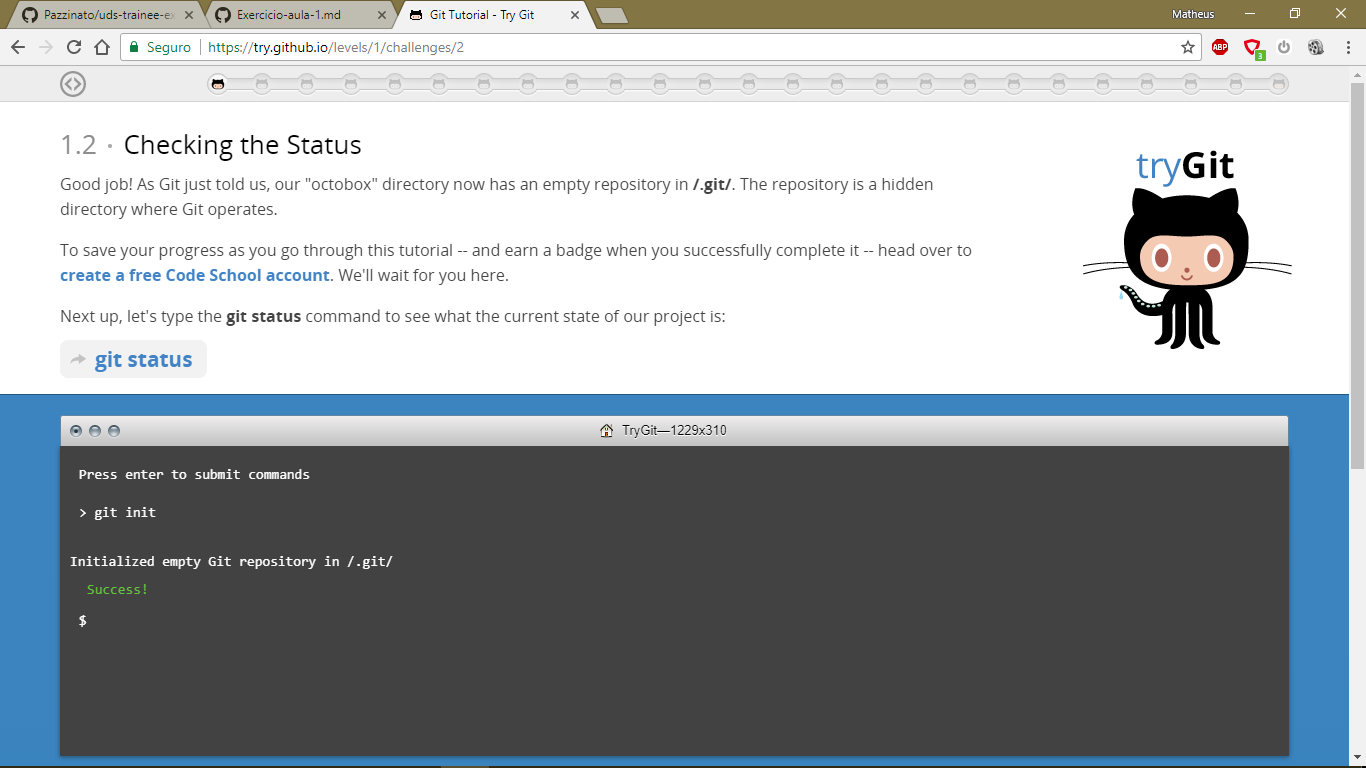 Pazzinato/uds-trainee-ex
Exercicio-aula-1.md
Git Tutorial - Try Git
Matheus
Seguro
https://try.github.io/levels/1/challenges/2
ABP
3
1.2 · Checking the Status
Good job! As Git just told us, our "octobox" directory now has an empty repository in /.git/. The repository is a hidden
directory where Git operates.
To save your progress as you go through this tutorial -- and earn a badge when you successfully complete it -- head over to
create a free Code School account. We'll wait for you here.
Next up, let's type the git status command to see what the current state of our project is:
git status
tryGit
TryGit—1229x310
Press enter to submit commands
> git init
Initialized empty Git repository in /.git/
Success!
$